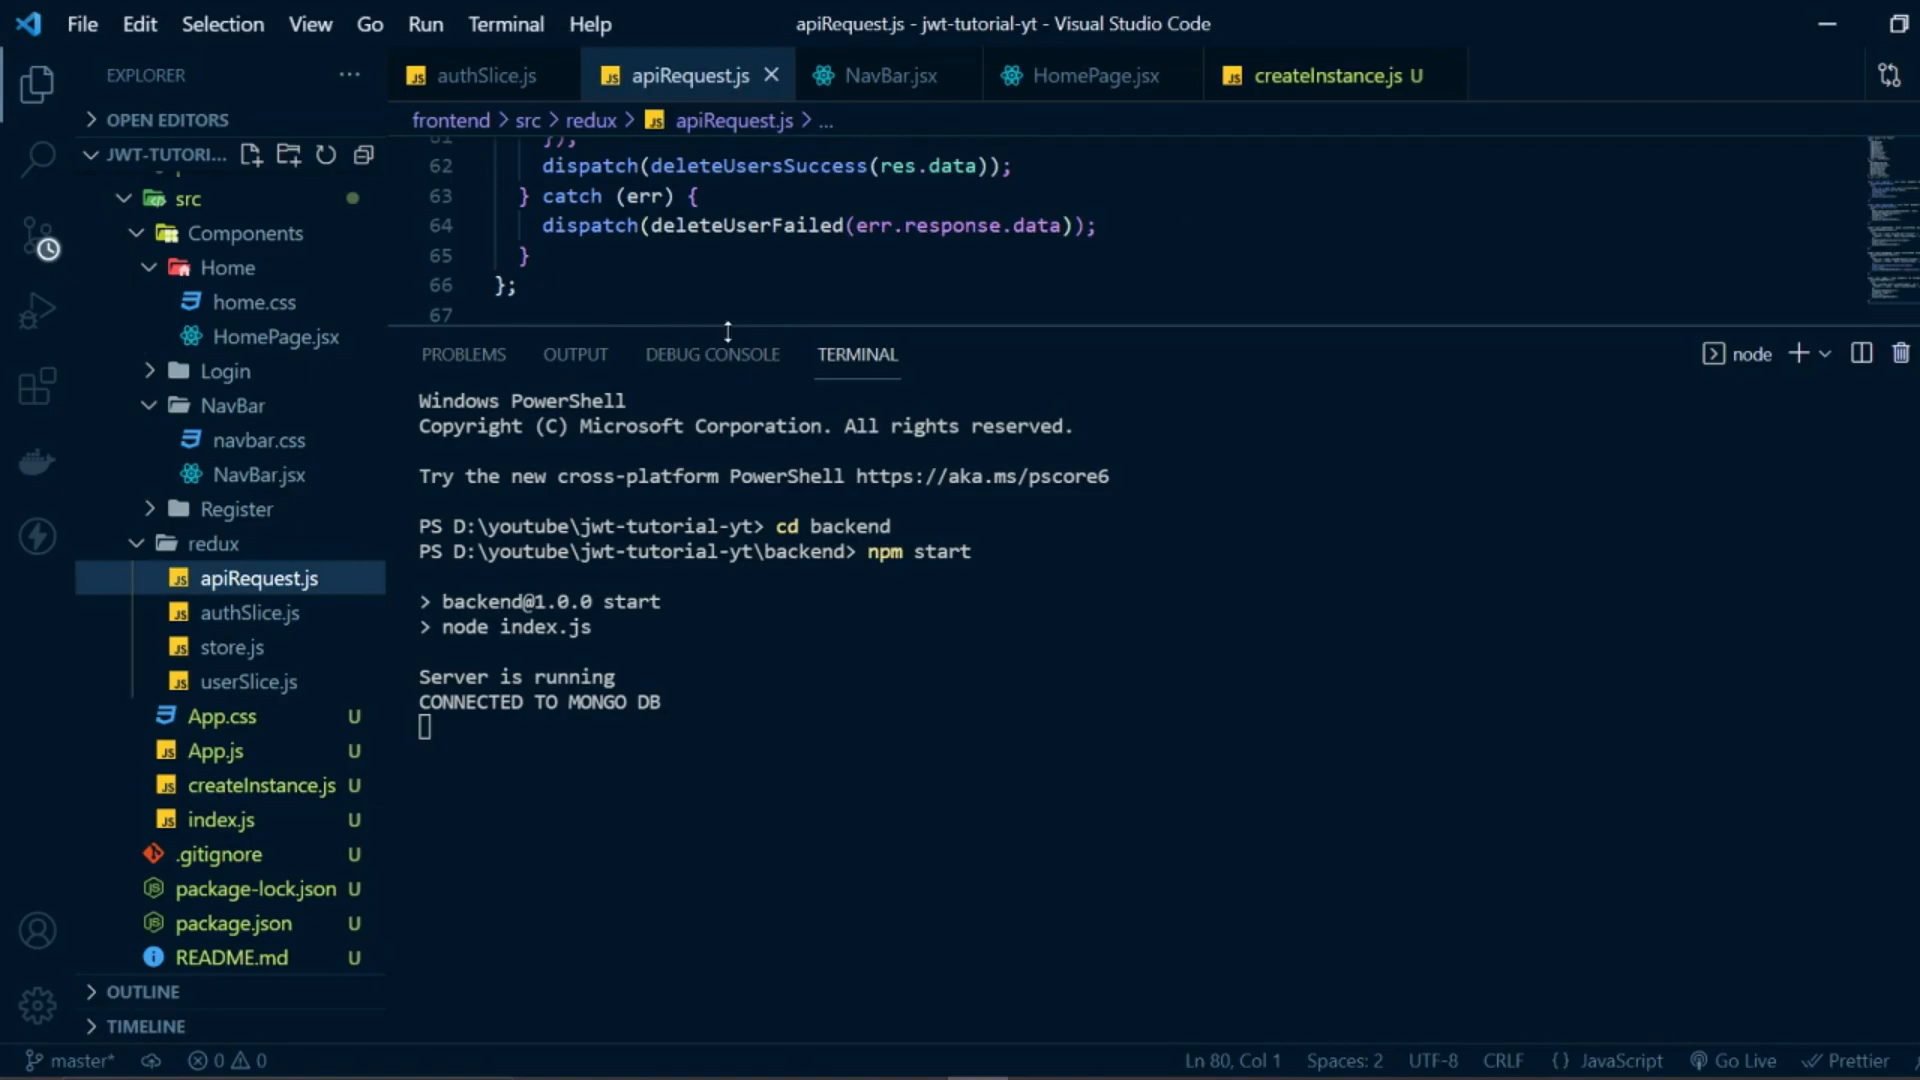 File Edit Selection View Go Run Terminal Help
apiRequest.js - jwt-tutorial-yt - Visual Studio Code
EXPLORER
OPEN EDITORS
JWT-TUTORI...
src
Components
Home
home.css
HomePage.jsx
Login
NavBar
navbar.css
NavBar.jsx
Register
redux
apiRequest.js
authSlice.js
store.js
userSlice.js
App.css U
App.js U
createInstance.js U
index.js U
.gitignore U
package-lock.json U
package.json U
README.md U
OUTLINE
TIMELINE
authSlice.js apiRequest.js NavBar.jsx HomePage.jsx createInstance.js U
frontend > src > redux > apiRequest.js > ...
61 });
62 dispatch(deleteUsersSuccess(res.data));
63 } catch (err) {
64 dispatch(deleteUserFailed(err.response.data));
65 }
66 };
67
PROBLEMS OUTPUT DEBUG CONSOLE TERMINAL
node
Windows PowerShell
Copyright (C) Microsoft Corporation. All rights reserved.
Try the new cross-platform PowerShell https://aka.ms/pscore6
PS D:\youtube\jwt-tutorial-yt> cd backend
PS D:\youtube\jwt-tutorial-yt\backend> npm start
> backend@1.0.0 start
> node index.js
Server is running
CONNECTED TO MONGO DB
master* 0 0
Ln 80, Col 1 Spaces: 2 UTF-8 CRLF {} JavaScript Go Live Prettier